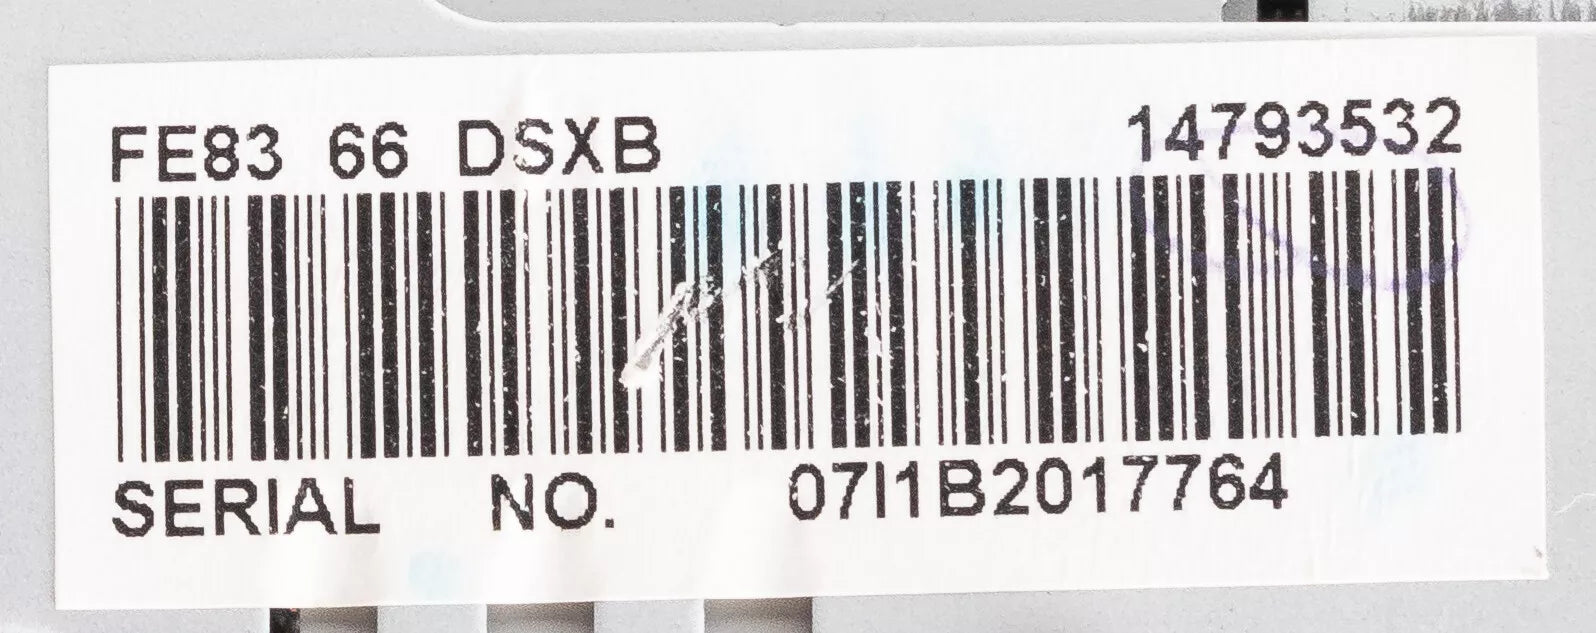 FE83 66 DSXB 14793532
SERIAL NO. 07I1B2017764